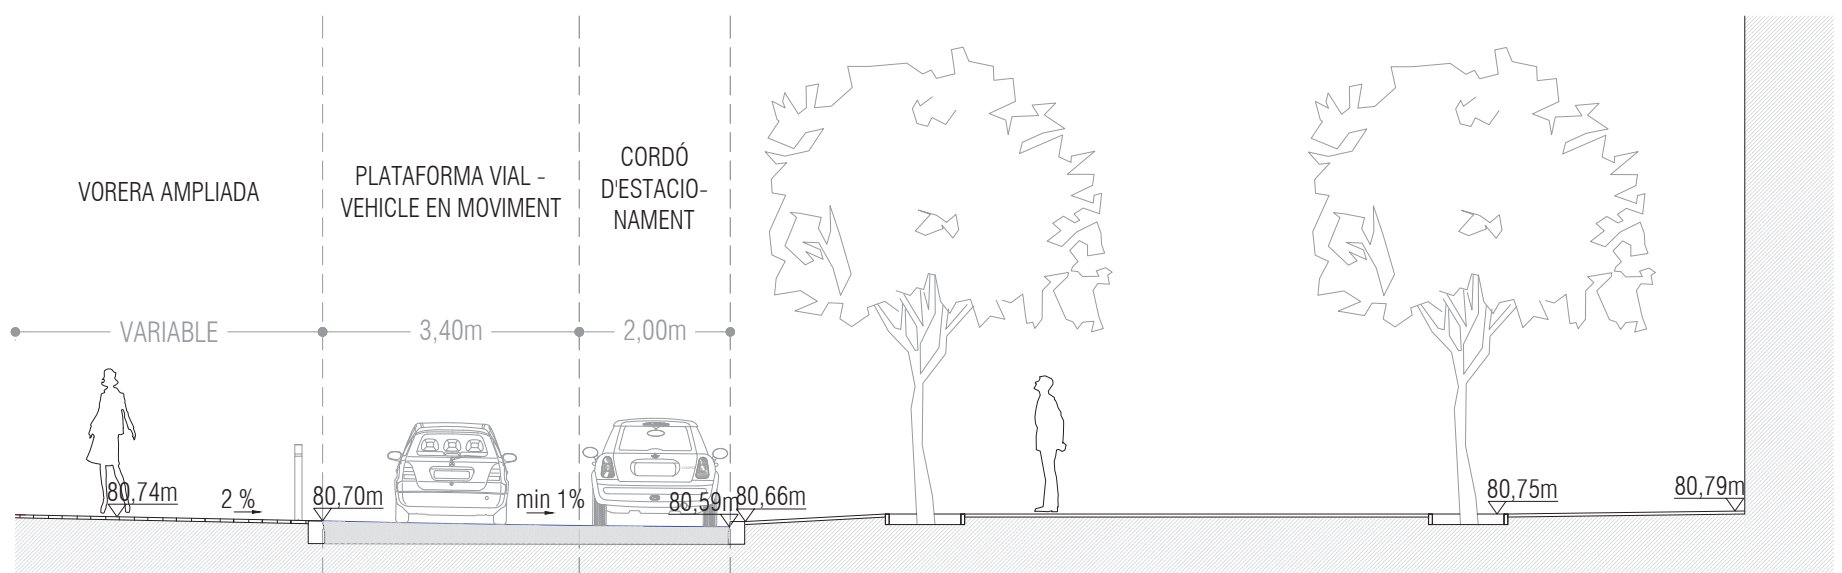 VORERA AMPLIADA
PLATAFORMA VIAL -
VEHICLE EN MOVIMENT
CORDÓ
D'ESTACIO-
NAMENT
VARIABLE
3,40m
2,00m
80,74m
2 %
80,70m
min 1%
80,59m
80,66m
80,75m
80,79m